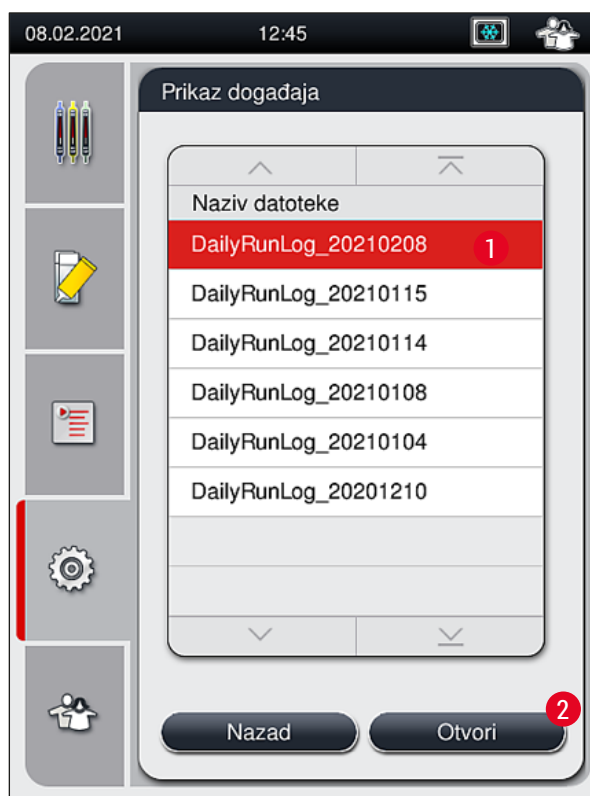 08.02.2021 12:45
Prikaz događaja
Naziv datoteke
DailyRunLog_20210208 1
DailyRunLog_20210115
DailyRunLog_20210114
DailyRunLog_20210108
DailyRunLog_20210104
DailyRunLog_20201210
2
Nazad Otvori